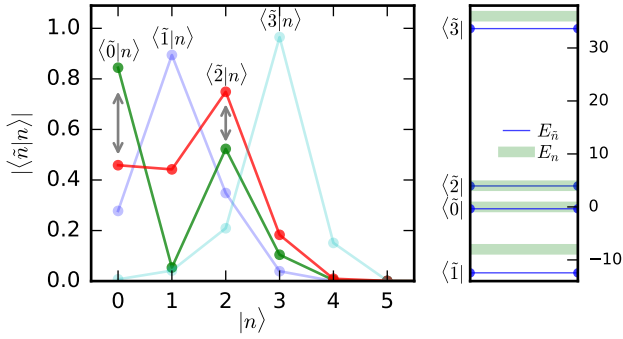 ⟨0̃|n⟩
⟨1̃|n⟩
⟨2̃|n⟩
⟨3̃|n⟩
|⟨ñ|n⟩|
1.0
0.8
0.6
0.4
0.2
0.0
0 1 2 3 4 5
|n⟩
⟨3̃|
⟨2̃|
⟨0̃|
⟨1̃|
E_ñ
E_n
30
20
10
0
−10